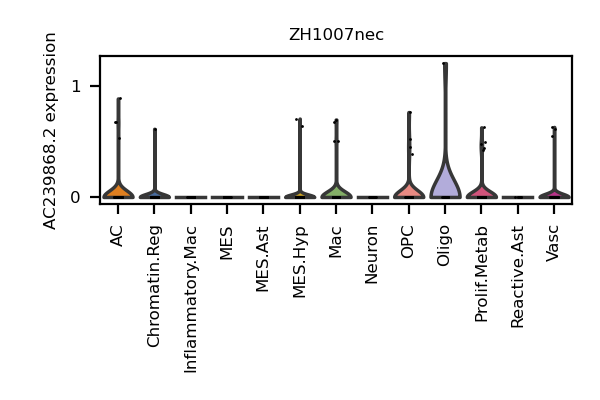 ZH1007nec
AC239868.2 expression
1
0
AC
Chromatin.Reg
Inflammatory.Mac
MES
MES.Ast
MES.Hyp
Mac
Neuron
OPC
Oligo
Prolif.Metab
Reactive.Ast
Vasc